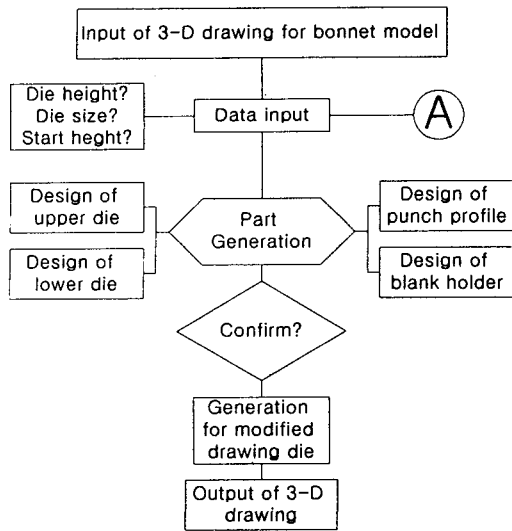 Input of 3-D drawing for bonnet model
Die height?
Die size?
Start heght?
Data input
A
Design of
upper die
Design of
lower die
Part
Generation
Design of
punch profile
Design of
blank holder
Confirm?
Generation
for modified
drawing die
Output of 3-D
drawing